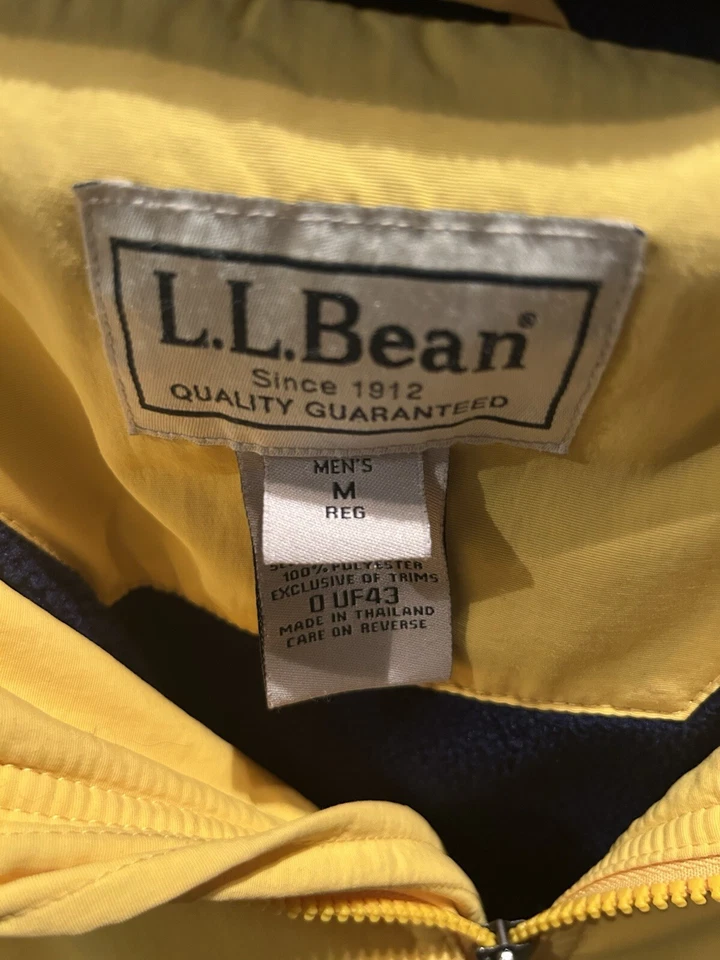 L.L.Bean®
Since 1912
QUALITY GUARANTEED
MEN'S
M
REG
100% POLYESTER
EXCLUSIVE OF TRIMS
0 UF43
MADE IN THAILAND
CARE ON REVERSE